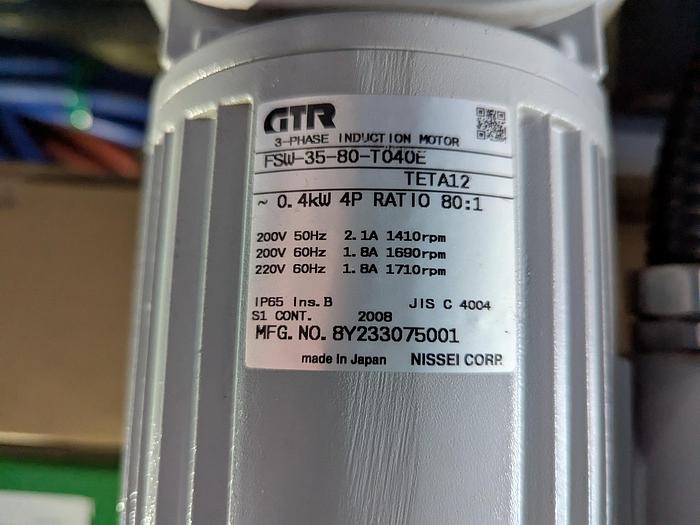 GTR
3-PHASE INDUCTION MOTOR
FSW-35-80-T040E
TETA12
~ 0.4kW 4P RATIO 80:1
200V 50Hz 2.1A 1410rpm
200V 60Hz 1.8A 1690rpm
220V 60Hz 1.8A 1710rpm
IP65 Ins.B JIS C 4004
S1 CONT. 2008
MFG.NO. 8Y233075001
made in Japan NISSEI CORP.